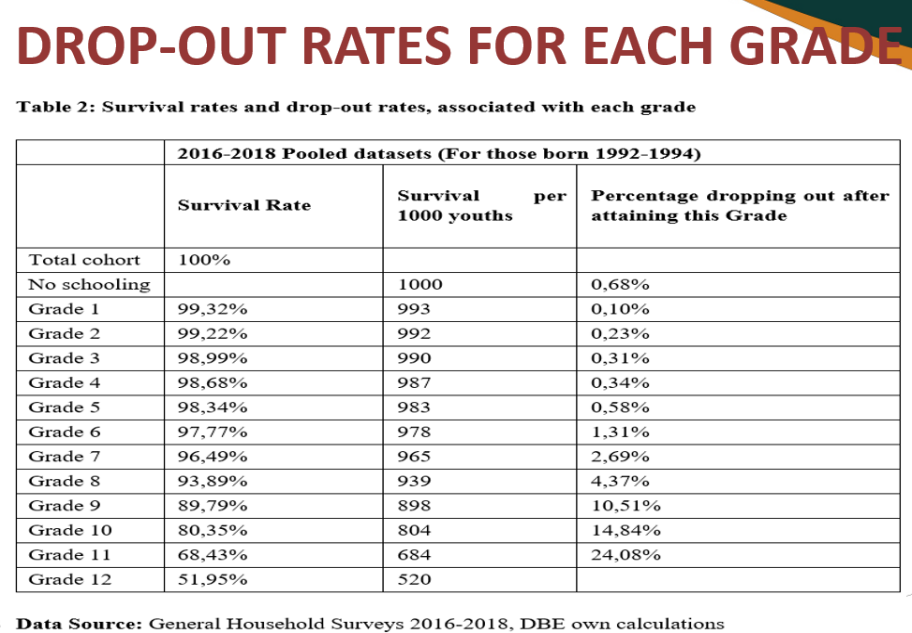 DROP-OUT RATES FOR EACH GRADE
Table 2: Survival rates and drop-out rates, associated with each grade
2016-2018 Pooled datasets (For those born 1992-1994)
Survival Rate
Survival per
1000 youths
Percentage dropping out after
attaining this Grade
Total cohort 100%
No schooling 1000 0,68%
Grade 1 99,32% 993 0,10%
Grade 2 99,22% 992 0,23%
Grade 3 98,99% 990 0,31%
Grade 4 98,68% 987 0,34%
Grade 5 98,34% 983 0,58%
Grade 6 97,77% 978 1,31%
Grade 7 96,49% 965 2,69%
Grade 8 93,89% 939 4,37%
Grade 9 89,79% 898 10,51%
Grade 10 80,35% 804 14,84%
Grade 11 68,43% 684 24,08%
Grade 12 51,95% 520
Data Source: General Household Surveys 2016-2018, DBE own calculations